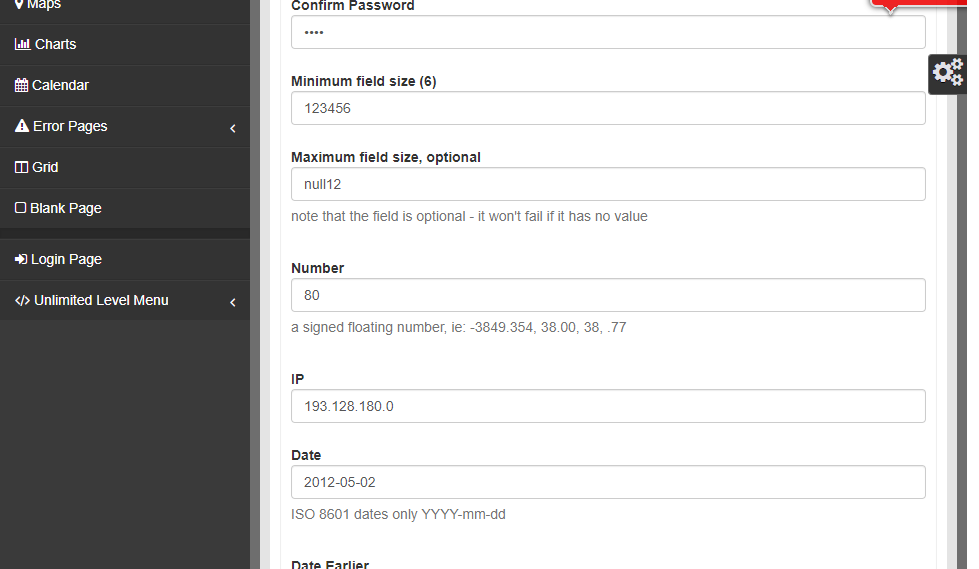 Maps
Charts
Calendar
Error Pages
Grid
Blank Page
Login Page
</> Unlimited Level Menu
Confirm Password
••••
Minimum field size (6)
123456
Maximum field size, optional
null12
note that the field is optional - it won't fail if it has no value
Number
80
a signed floating number, ie: -3849.354, 38.00, 38, .77
IP
193.128.180.0
Date
2012-05-02
ISO 8601 dates only YYYY-mm-dd
Date Earlier